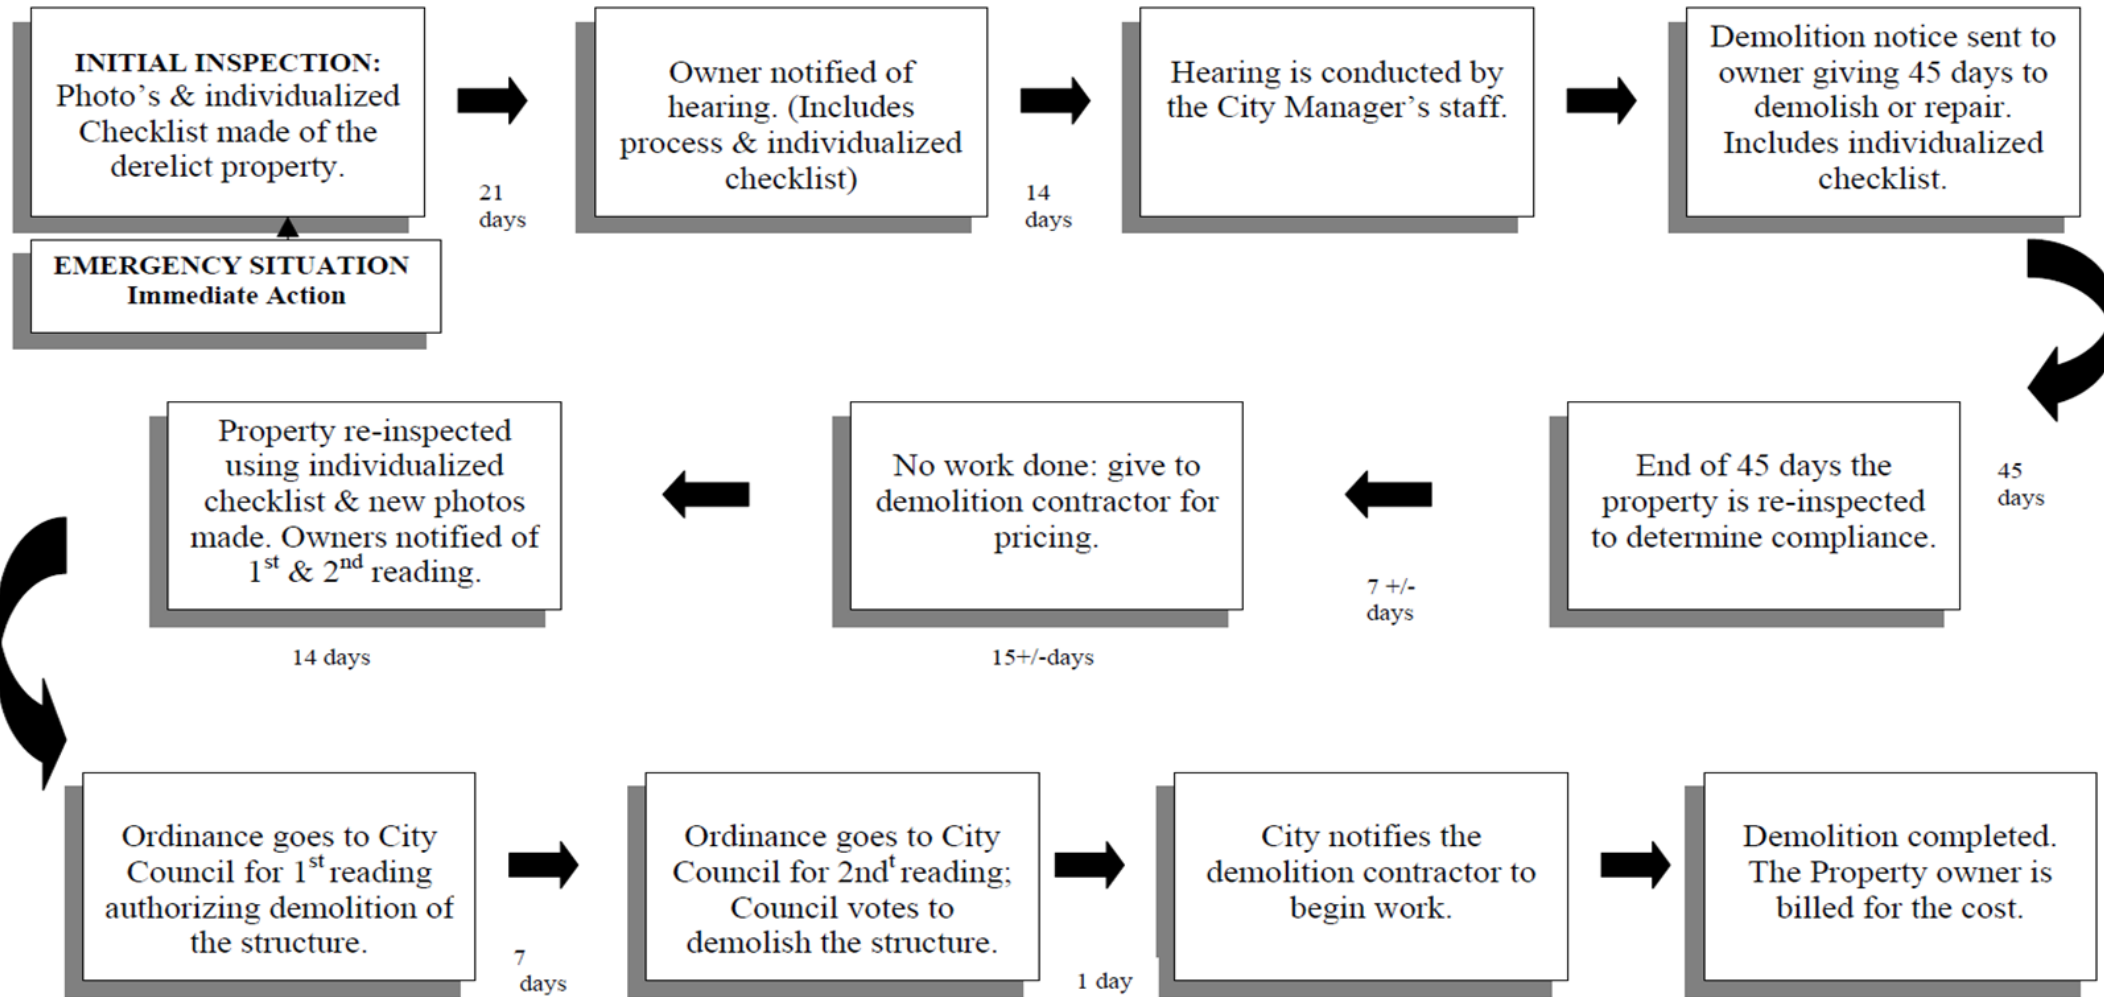 INITIAL INSPECTION:
Photo’s & individualized
Checklist made of the
derelict property.
21
days
Owner notified of
hearing. (Includes
process & individualized
checklist)
14
days
Hearing is conducted by
the City Manager’s staff.
Demolition notice sent to
owner giving 45 days to
demolish or repair.
Includes individualized
checklist.
EMERGENCY SITUATION
Immediate Action
45
days
End of 45 days the
property is re-inspected
to determine compliance.
7 +/-
days
No work done: give to
demolition contractor for
pricing.
15+/-days
Property re-inspected
using individualized
checklist & new photos
made. Owners notified of
1st & 2nd reading.
14 days
Ordinance goes to City
Council for 1st reading
authorizing demolition of
the structure.
7
days
Ordinance goes to City
Council for 2ndt reading;
Council votes to
demolish the structure.
1 day
City notifies the
demolition contractor to
begin work.
Demolition completed.
The Property owner is
billed for the cost.